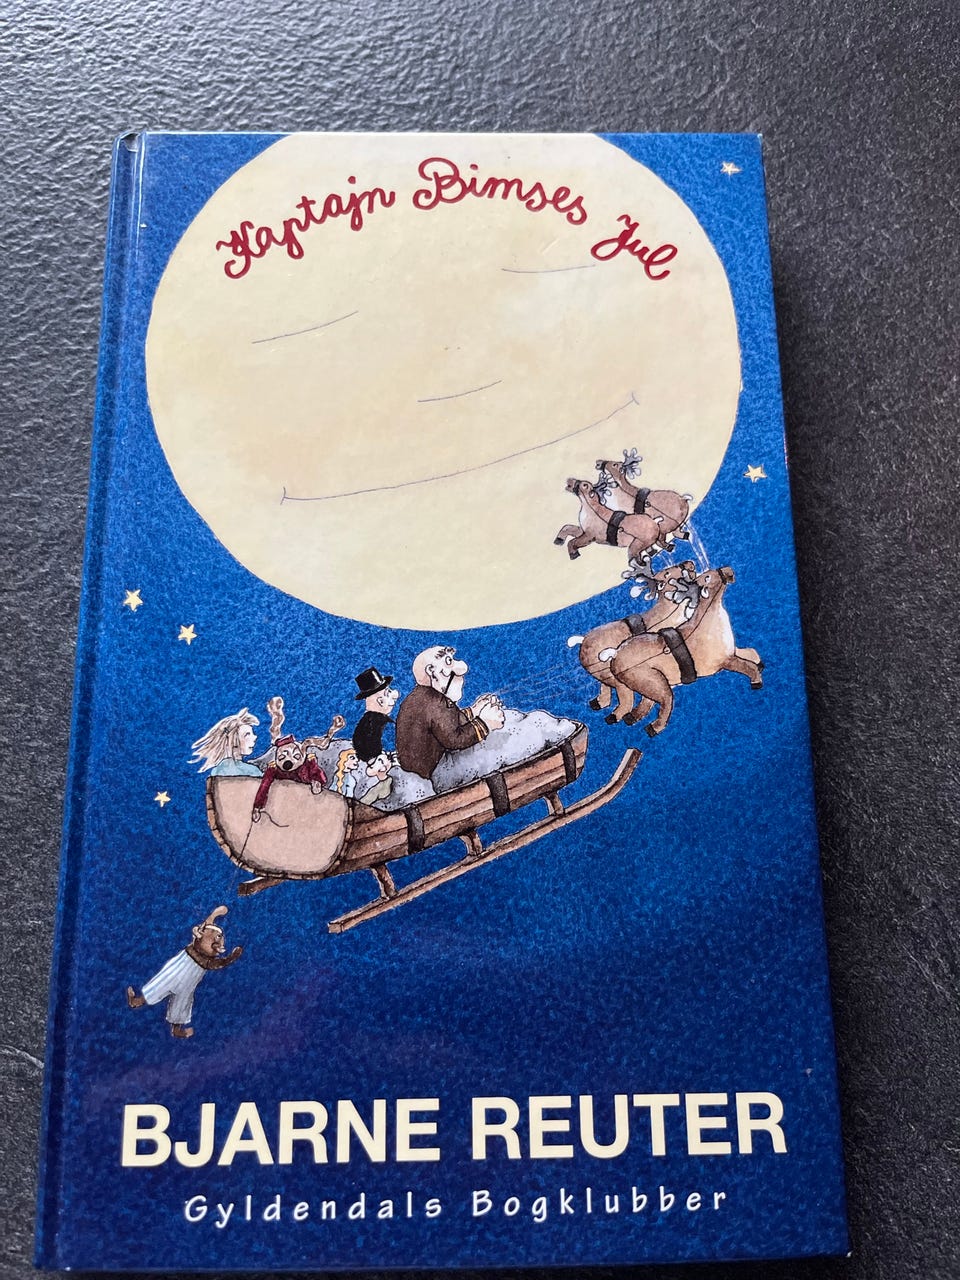 Kaptajn Bimses Jul
BJARNE REUTER
Gyldendals Bogklubber